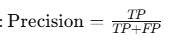 : Precision = TP / TP+FP